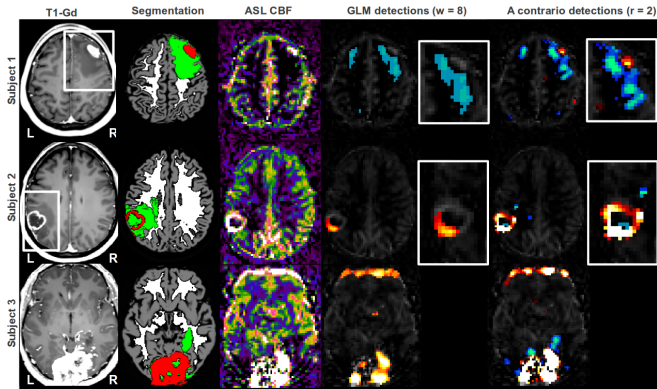 T1-Gd Segmentation ASL CBF GLM detections (w = 8) A contrario detections (r = 2)
Subject 1
L R
Subject 2
L R
Subject 3
L R